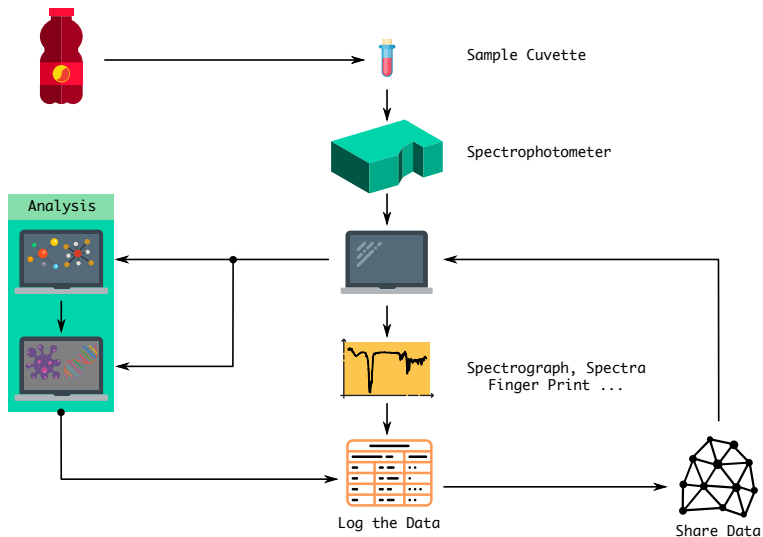 Sample Cuvette
Spectrophotometer
Analysis
Spectrograph, Spectra
Finger Print ...
Log the Data
Share Data